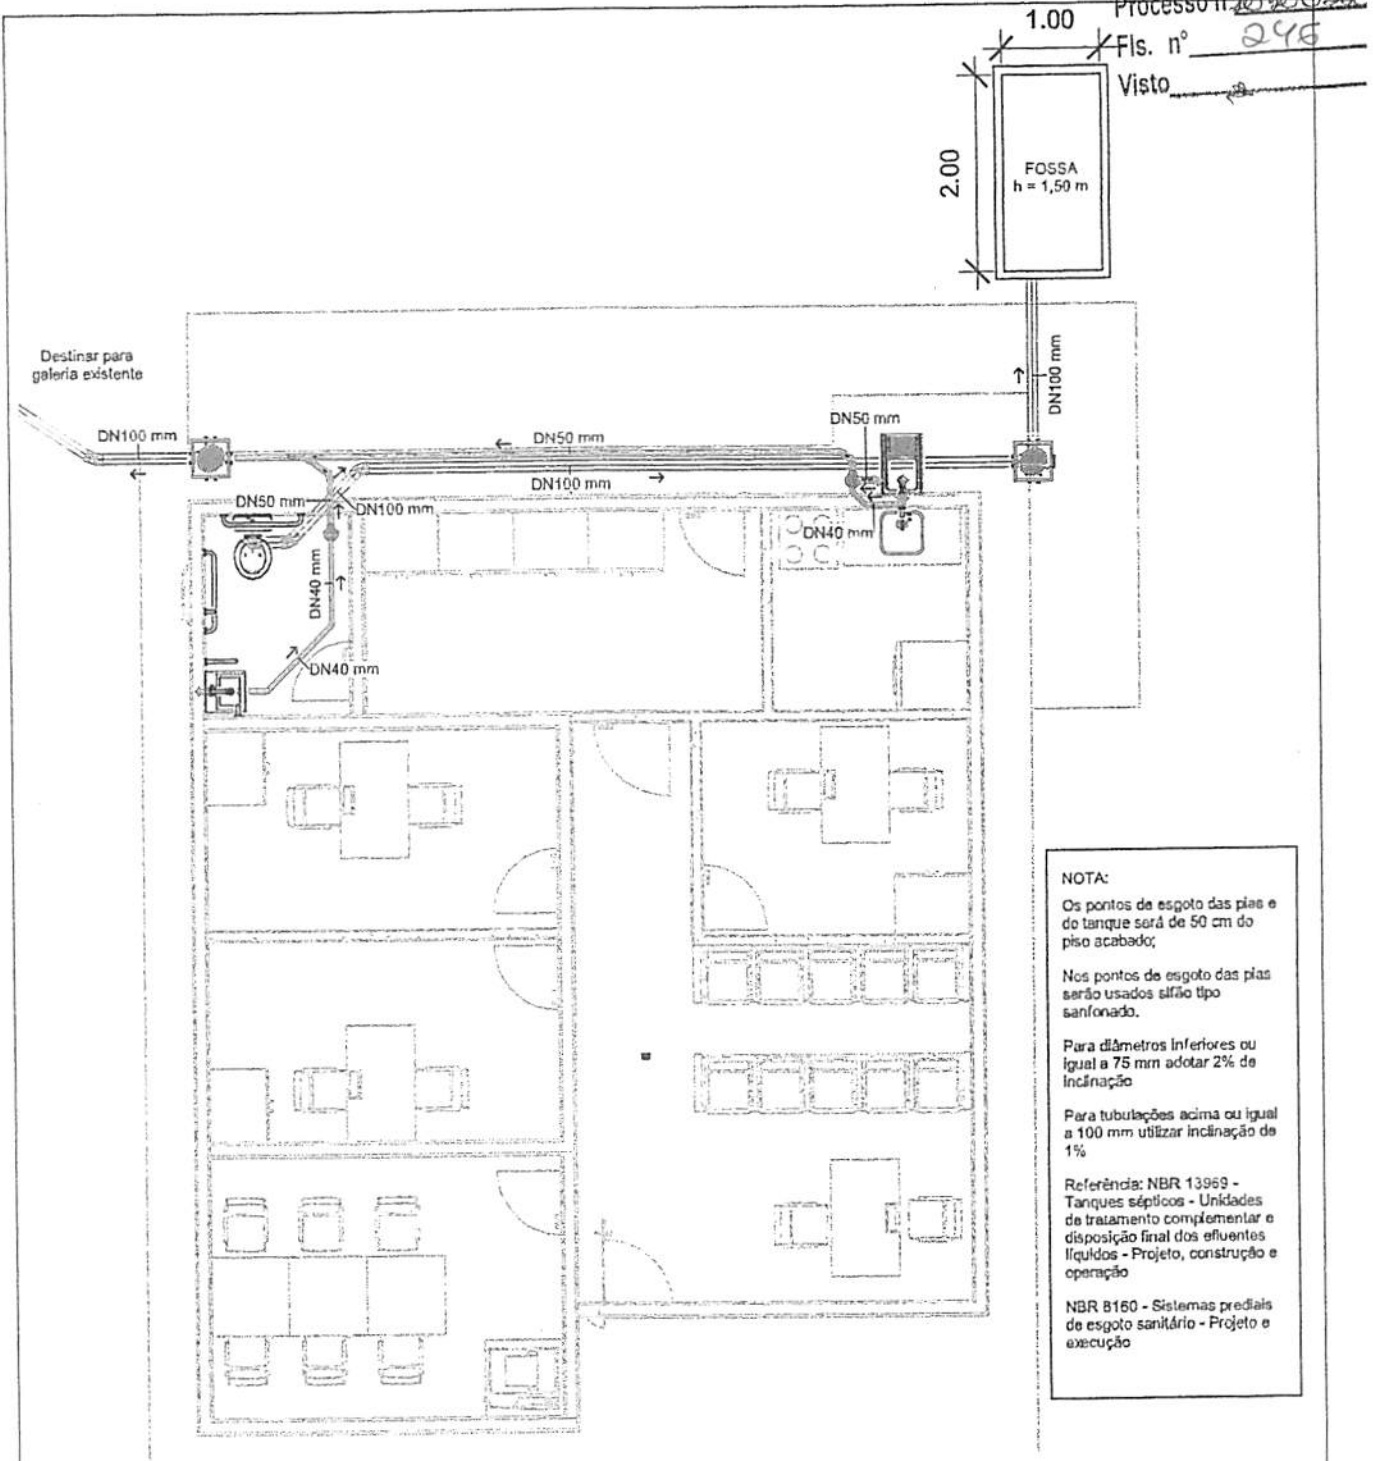 1.00
Processo n
Fls. nº 246
Visto
2.00
FOSSA
h = 1,50 m
Destinar para
galeria existente
DN100 mm
DN100 mm
DN50 mm
DN50 mm
DN100 mm
DN50 mm
DN100 mm
DN40 mm
DN40 mm
DN40 mm
NOTA:
Os pontos de esgoto das pias e
do tanque será de 50 cm do
piso acabado;
Nos pontos de esgoto das pias
serão usados sifão tipo
sanfonado.
Para diâmetros inferiores ou
igual a 75 mm adotar 2% de
inclinação
Para tubulações acima ou igual
a 100 mm utilizar inclinação de
1%
Referência: NBR 13969 -
Tanques sépticos - Unidades
de tratamento complementar e
disposição final dos efluentes
líquidos - Projeto, construção e
operação
NBR 8160 - Sistemas prediais
de esgoto sanitário - Projeto e
execução